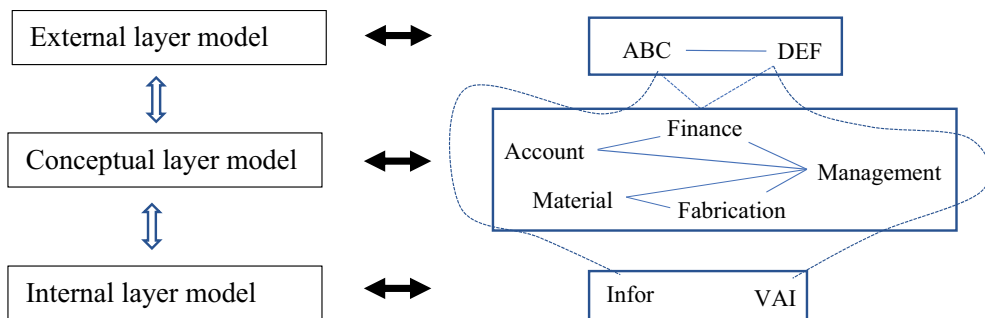 External layer model
ABC DEF
Finance
Account
Conceptual layer model
Management
Material
Fabrication
Internal layer model
Infor VAI